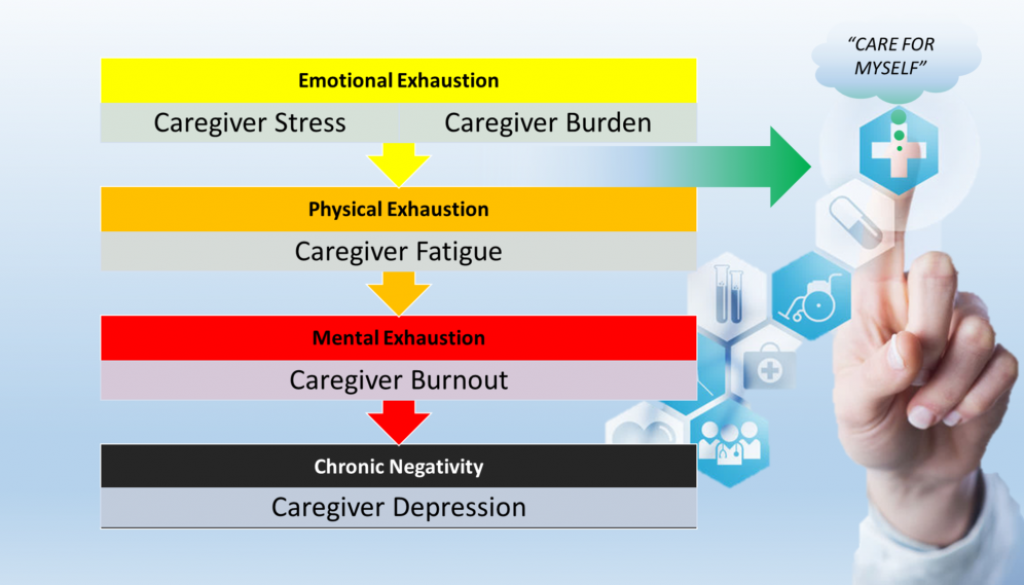 “CARE FOR
MYSELF”
Emotional Exhaustion
Caregiver Stress Caregiver Burden
Physical Exhaustion
Caregiver Fatigue
Mental Exhaustion
Caregiver Burnout
Chronic Negativity
Caregiver Depression